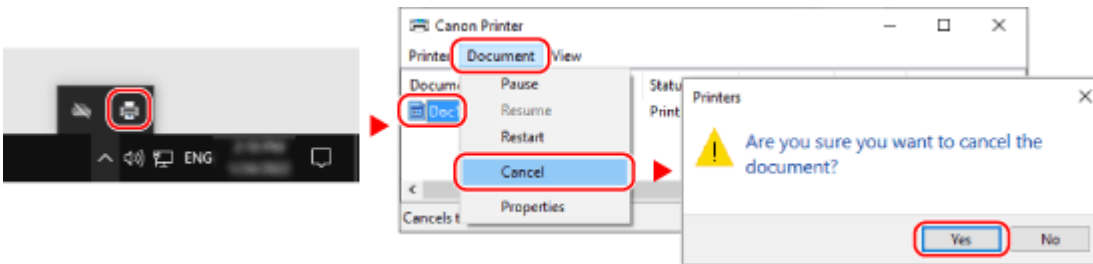 ENG
Canon Printer
Printer Document View
Docum Statu
Pause
Doc1 Resume Print
Restart
Cancel
Properties
Cancels t
Printers
Are you sure you want to cancel the
document?
Yes No